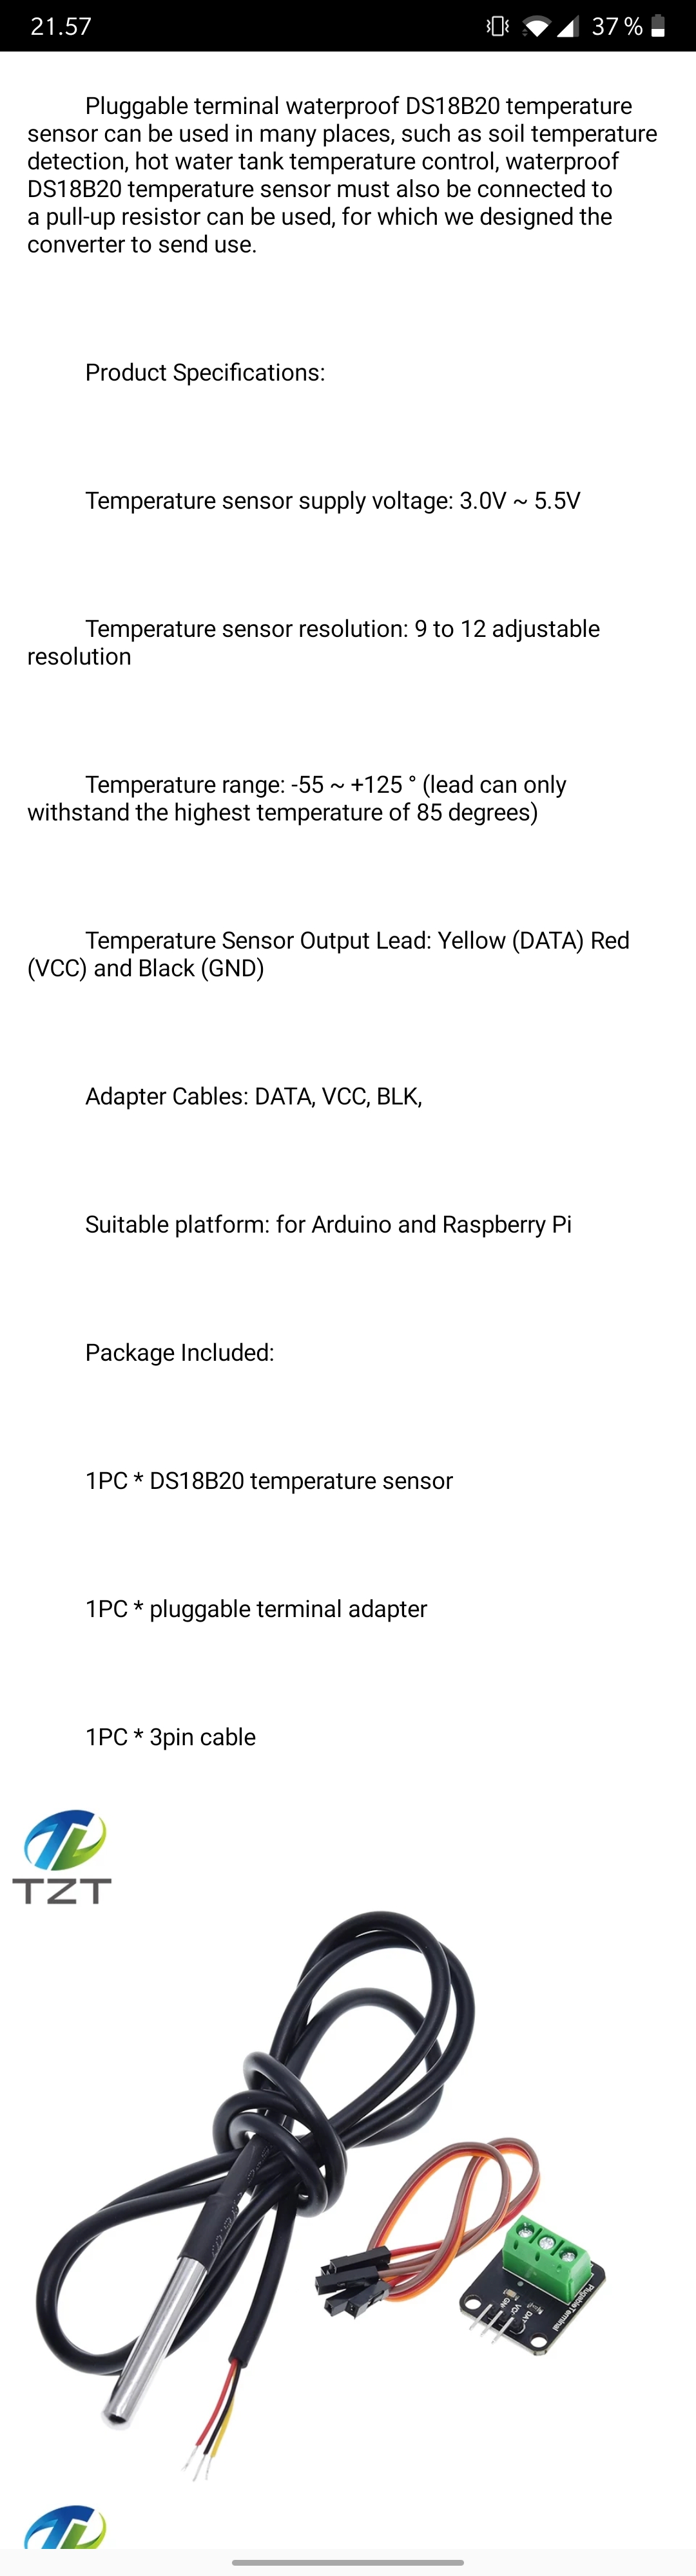 21.57
37 %
Pluggable terminal waterproof DS18B20 temperature
sensor can be used in many places, such as soil temperature
detection, hot water tank temperature control, waterproof
DS18B20 temperature sensor must also be connected to
a pull-up resistor can be used, for which we designed the
converter to send use.
Product Specifications:
Temperature sensor supply voltage: 3.0V ~ 5.5V
Temperature sensor resolution: 9 to 12 adjustable
resolution
Temperature range: -55 ~ +125 ° (lead can only
withstand the highest temperature of 85 degrees)
Temperature Sensor Output Lead: Yellow (DATA) Red
(VCC) and Black (GND)
Adapter Cables: DATA, VCC, BLK,
Suitable platform: for Arduino and Raspberry Pi
Package Included:
1PC * DS18B20 temperature sensor
1PC * pluggable terminal adapter
1PC * 3pin cable
TZT